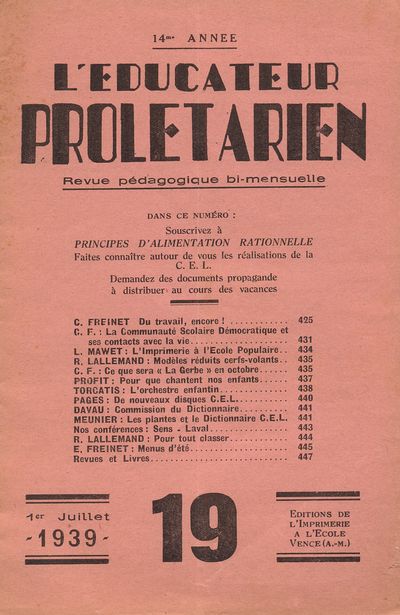 14me ANNEE
L'EDUCATEUR
PROLETARIEN
Revue pédagogique bi-mensuelle
DANS CE NUMÉRO :
Souscrivez à
PRINCIPES D'ALIMENTATION RATIONNELLE
Faites connaître autour de vous les réalisations de la
C. E. L.
Demandez des documents propagande
à distribuer au cours des vacances
C. FREINET Du travail, encore ! ............ 425
C. F. : La Communauté Scolaire Démocratique et
ses contacts avec la vie.................... 431
L. MAWET : L'Imprimerie à l'Ecole Populaire.. 434
R. LALLEMAND : Modèles réduits cerfs-volants.. 435
C. F. : Ce que sera « La Gerbe » en octobre..... 435
PROFIT : Pour que chantent nos enfants...... 437
TORCATIS : L'orchestre enfantin.............. 438
PAGES : De nouveaux disques C.E.L........... 440
DAVAU : Commission du Dictionnaire.......... 441
MEUNIER : Les plantes et le Dictionnaire C.E.L. 441
Nos conférences : Sens - Laval................ 443
R. LALLEMAND : Pour tout classer............ 444
E. FREINET : Menus d'été..................... 445
Revues et Livres............................. 447
1er Juillet
-1939-
19
EDITIONS DE
L'IMPRIMERIE
A L'ECOLE
VENCE (A.-M.)